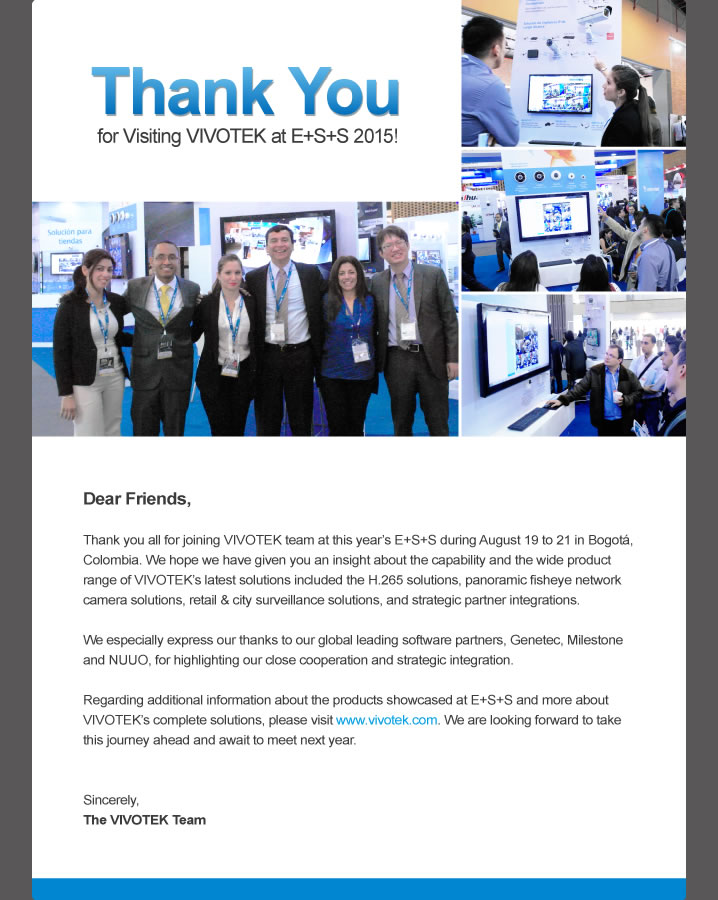 Thank You
for Visiting VIVOTEK at E+S+S 2015!
Solución para
tiendas
Dear Friends,
Thank you all for joining VIVOTEK team at this year's E+S+S during August 19 to 21 in Bogotá,
Colombia. We hope we have given you an insight about the capability and the wide product
range of VIVOTEK's latest solutions included the H.265 solutions, panoramic fisheye network
camera solutions, retail & city surveillance solutions, and strategic partner integrations.
We especially express our thanks to our global leading software partners, Genetec, Milestone
and NUUO, for highlighting our close cooperation and strategic integration.
Regarding additional information about the products showcased at E+S+S and more about
VIVOTEK's complete solutions, please visit www.vivotek.com. We are looking forward to take
this journey ahead and await to meet next year.
Sincerely,
The VIVOTEK Team